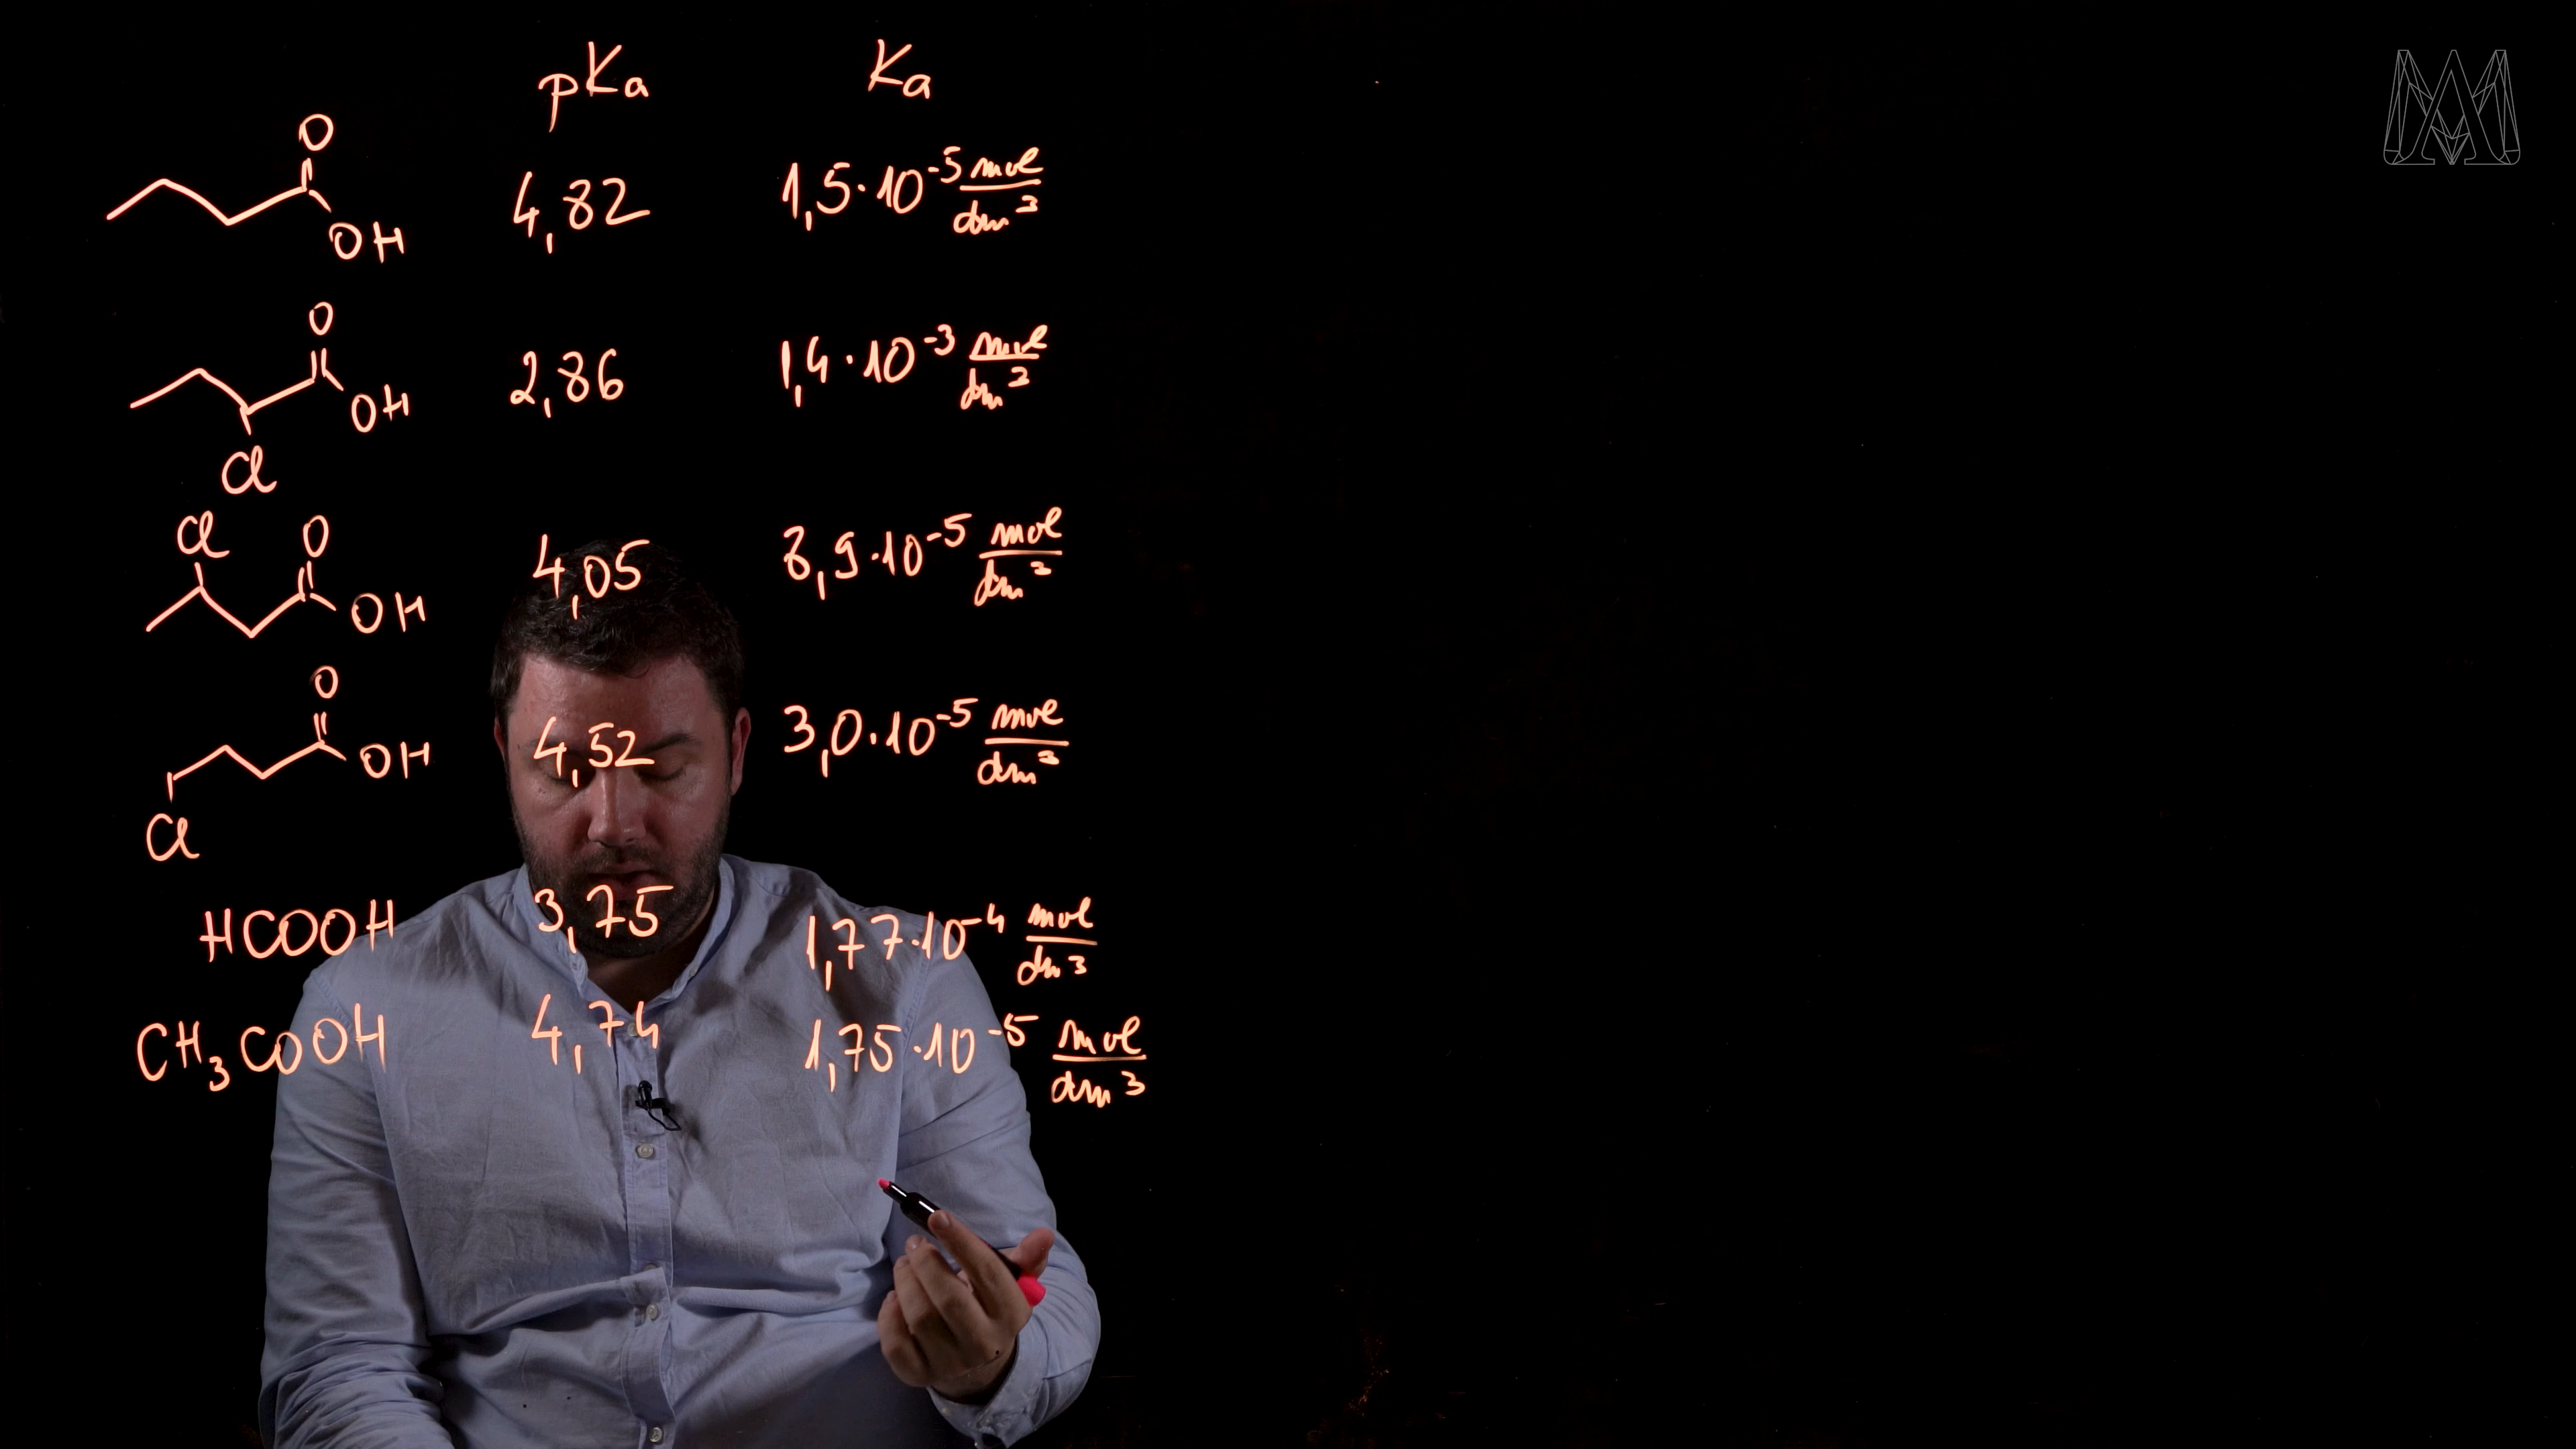 pKa Ka
O
OH 4,82 1,5·10⁻⁵ mol/dm³
O
OH 2,86 1,4·10⁻³ mol/dm³
Cl
Cl O
OH 4,05 8,9·10⁻⁵ mol/dm³
O
OH 4,52 3,0·10⁻⁵ mol/dm³
Cl
HCOOH 3,75 1,77·10⁻⁴ mol/dm³
CH₃COOH 4,74 1,75·10⁻⁵ mol/dm³